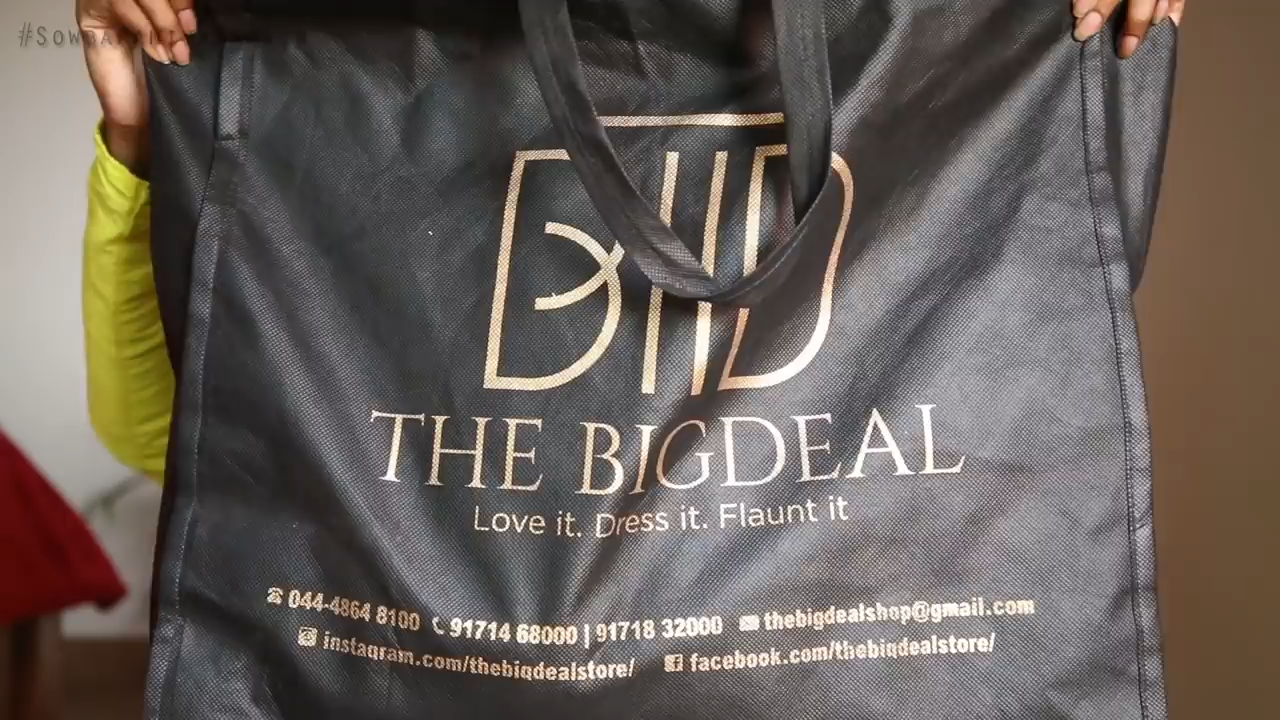 THE BIGDEAL
Love it. Dress it. Flaunt it
044-4864 8100 91714 68000 | 91718 32000 thebigdealshop@gmail.com
instagram.com/thebigdealstore/ facebook.com/thebigdealstore/